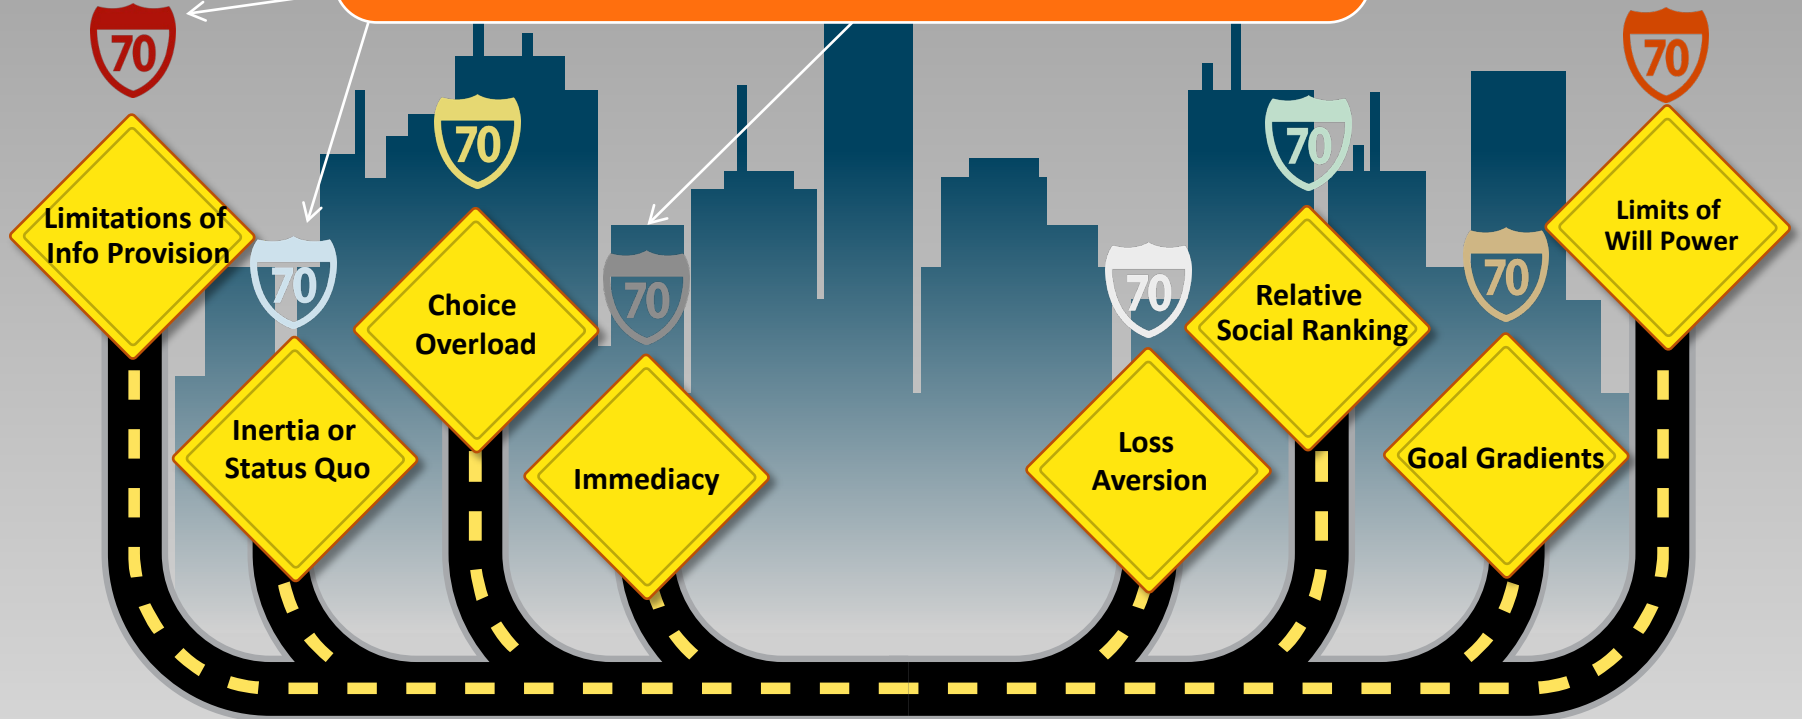 70
Limitations of
Info Provision
70
Inertia or
Status Quo
70
Choice
Overload
70
Immediacy
70
Loss
Aversion
70
Relative
Social Ranking
70
Goal Gradients
70
Limits of
Will Power